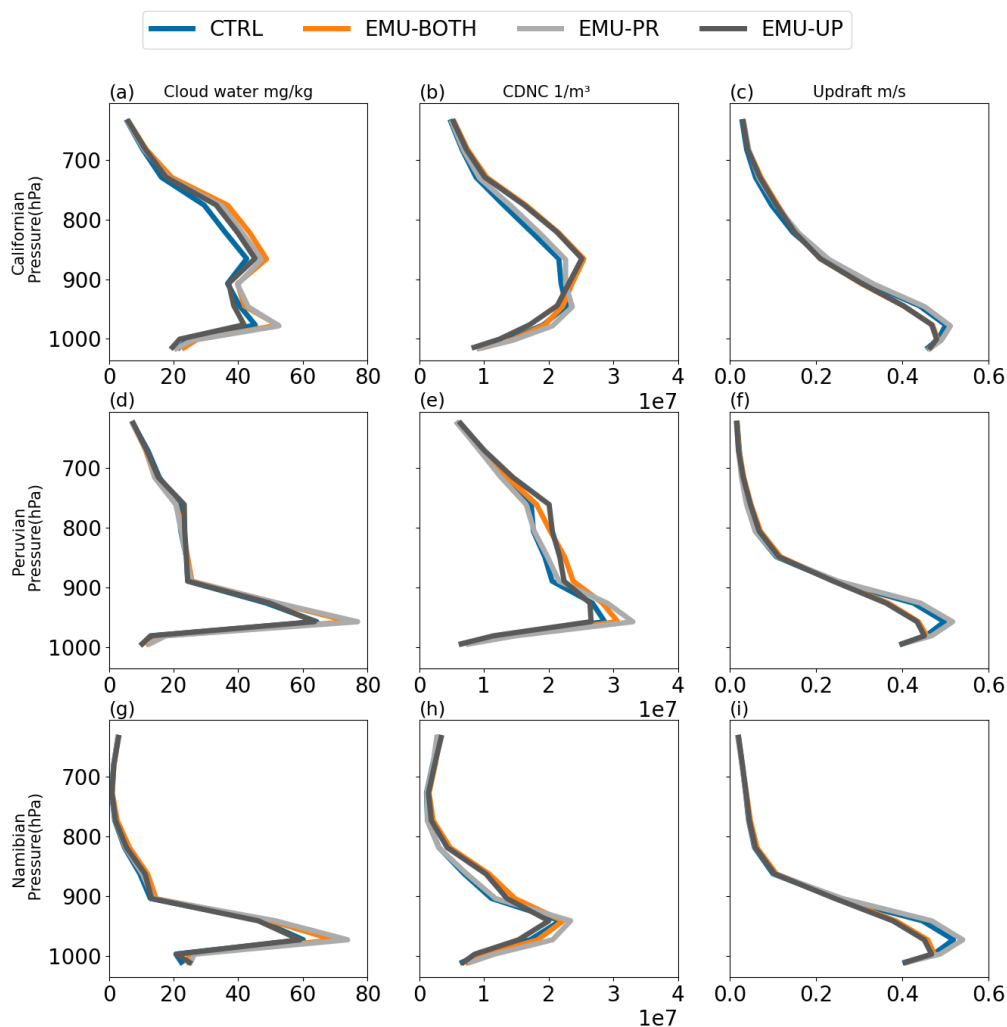 CTRL EMU-BOTH EMU-PR EMU-UP
(a) Cloud water mg/kg (b) CDNC 1/m³ (c) Updraft m/s
Californian
Pressure(hPa)
700
800
900
1000
0 20 40 60 80 0 1 2 3 4 0.0 0.2 0.4 0.6
1e7
(d) (e) (f)
Peruvian
Pressure(hPa)
700
800
900
1000
0 20 40 60 80 0 1 2 3 4 0.0 0.2 0.4 0.6
1e7
(g) (h) (i)
Namibian
Pressure(hPa)
700
800
900
1000
0 20 40 60 80 0 1 2 3 4 0.0 0.2 0.4 0.6
1e7